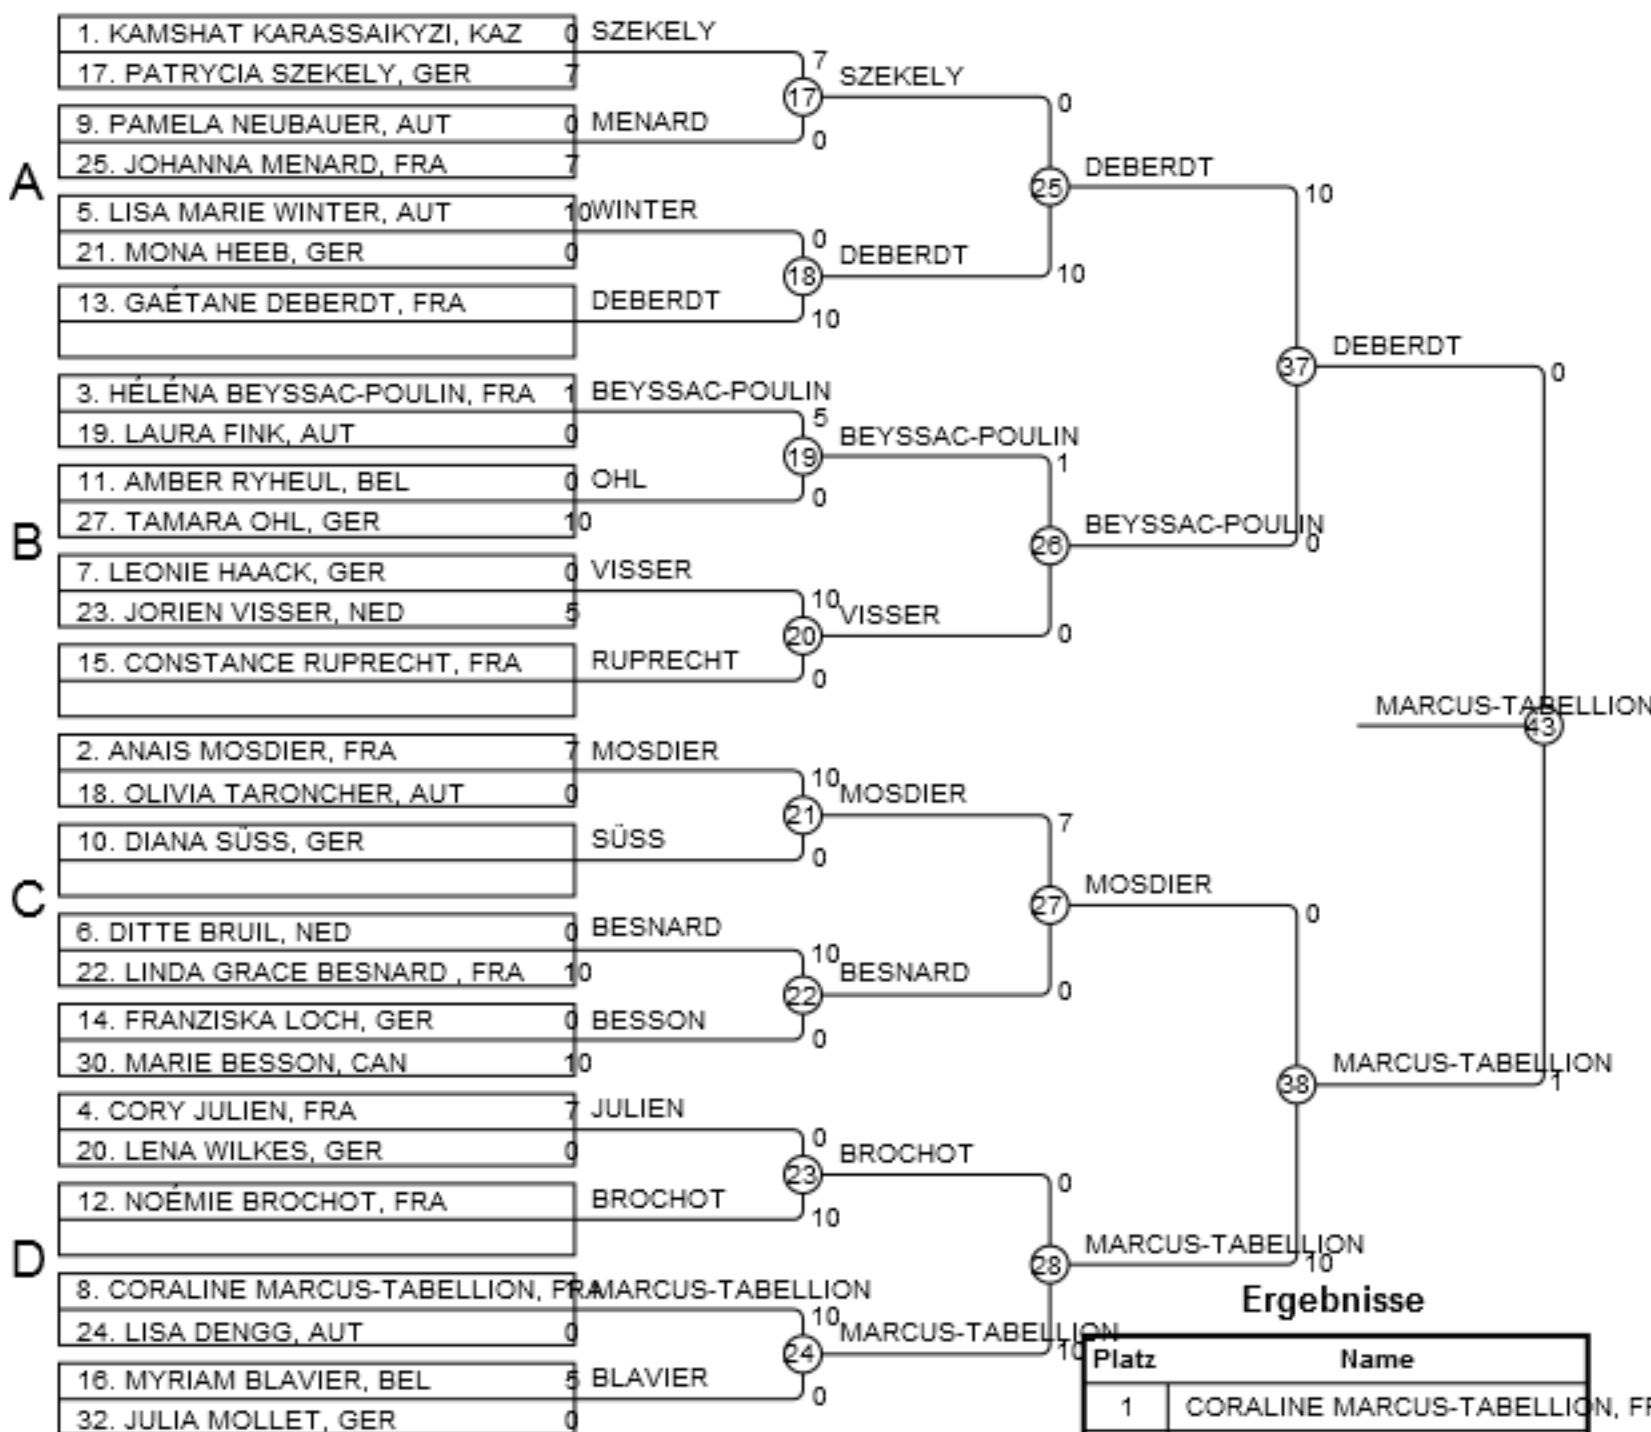 A
1. KAMSHAT KARASSAIKYZI, KAZ 0
17. PATRYCIA SZEKELY, GER 7
9. PAMELA NEUBAUER, AUT 0
25. JOHANNA MENARD, FRA 7
5. LISA MARIE WINTER, AUT 10
21. MONA HEEB, GER 0
13. GAÉTANE DEBERDT, FRA
B
3. HÉLÉNA BEYSSAC-POULIN, FRA 1
19. LAURA FINK, AUT 0
11. AMBER RYHEUL, BEL 0
27. TAMARA OHL, GER 10
7. LEONIE HAACK, GER 0
23. JORIEN VISSER, NED 5
15. CONSTANCE RUPRECHT, FRA
C
2. ANAIS MOSDIER, FRA 7
18. OLIVIA TARONCHER, AUT 0
10. DIANA SÜSS, GER
6. DITTE BRUIL, NED 0
22. LINDA GRACE BESNARD , FRA 10
14. FRANZISKA LOCH, GER 0
30. MARIE BESSON, CAN 10
D
4. CORY JULIEN, FRA 7
20. LENA WILKES, GER 0
12. NOÉMIE BROCHOT, FRA
8. CORALINE MARCUS-TABELLION, FRA
24. LISA DENGG, AUT 0
16. MYRIAM BLAVIER, BEL 5
32. JULIA MOLLET, GER 0
SZEKELY 7
17
MENARD 0
WINTER 0
18
DEBERDT 10
BEYSSAC-POULIN 5
19
OHL 0
VISSER 10
20
RUPRECHT 0
MOSDIER 10
21
SÜSS 0
BESNARD 10
22
BESSON 0
JULIEN 0
23
BROCHOT 10
MARCUS-TABELLION 10
24
BLAVIER 0
SZEKELY 0
25
DEBERDT 10
BEYSSAC-POULIN 1
26
VISSER 0
MOSDIER 7
27
BESNARD 0
BROCHOT 0
28
MARCUS-TABELLION 10
DEBERDT 10
37
BEYSSAC-POULIN 0
MOSDIER 0
38
MARCUS-TABELLION 10
DEBERDT 0
MARCUS-TABELLION
43
MARCUS-TABELLION 1
Ergebnisse
Platz Name
1 CORALINE MARCUS-TABELLION,